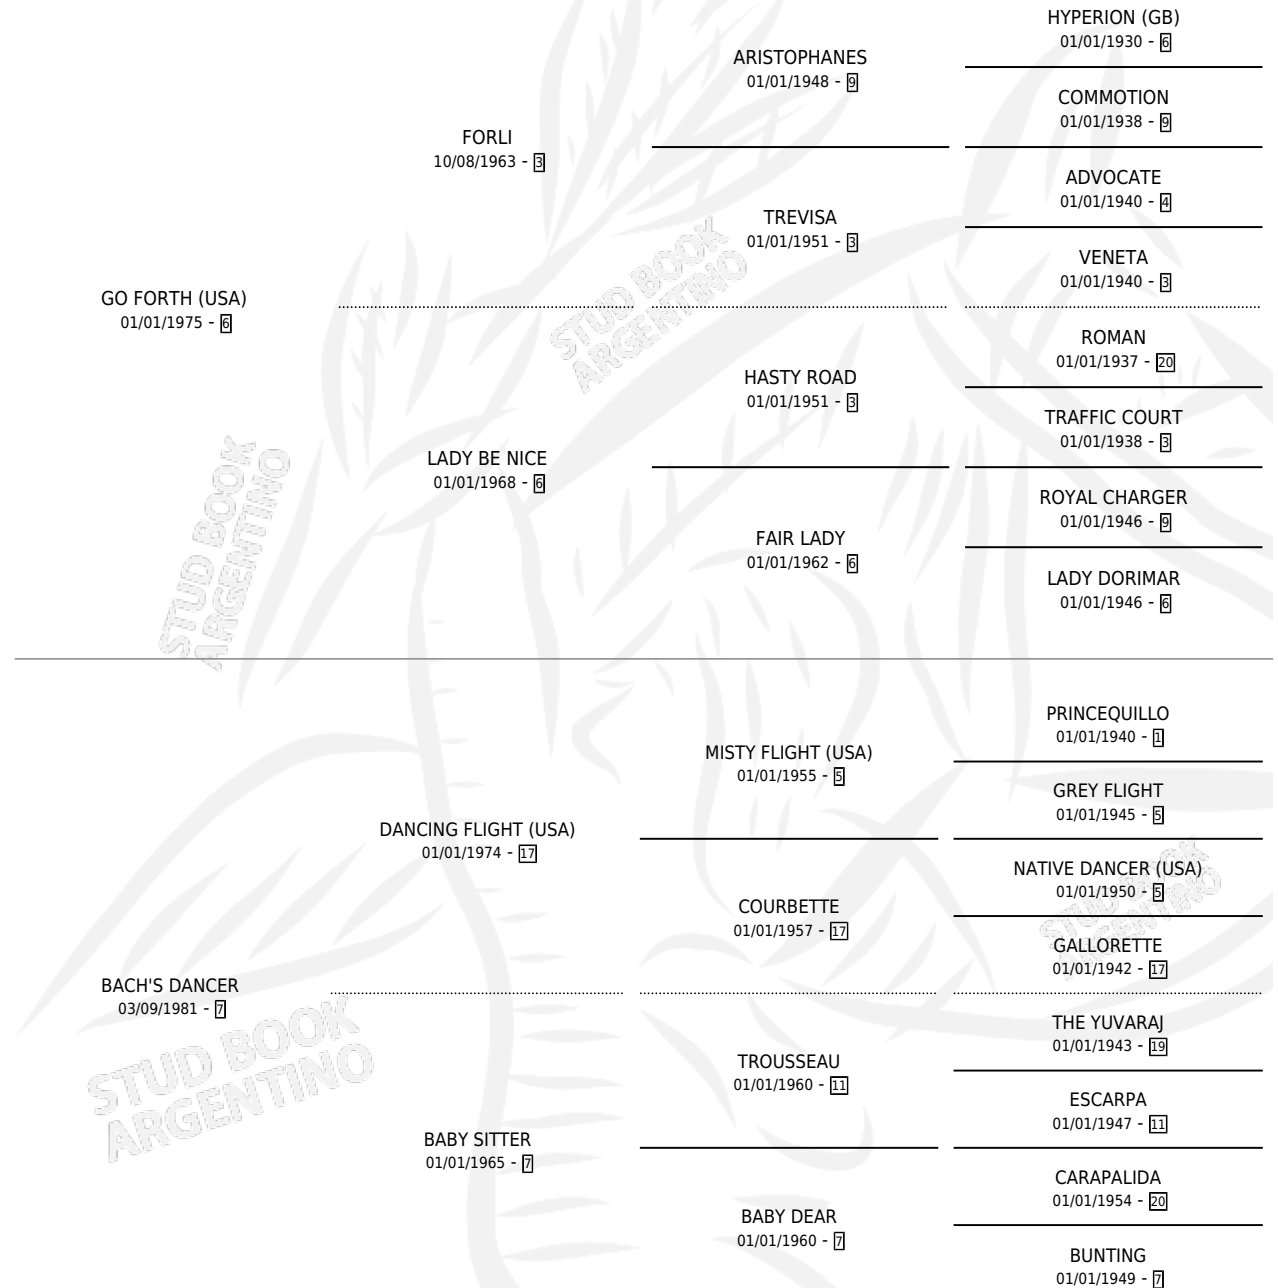 HYPERION (GB)
01/01/1930 - 6
ARISTOPHANES
01/01/1948 - 9
COMMOTION
01/01/1938 - 9
FORLI
10/08/1963 - 3
ADVOCATE
01/01/1940 - 4
TREVISA
01/01/1951 - 3
VENETA
01/01/1940 - 3
GO FORTH (USA)
01/01/1975 - 6
ROMAN
01/01/1937 - 20
HASTY ROAD
01/01/1951 - 3
TRAFFIC COURT
01/01/1938 - 3
LADY BE NICE
01/01/1968 - 6
ROYAL CHARGER
01/01/1946 - 9
FAIR LADY
01/01/1962 - 6
LADY DORIMAR
01/01/1946 - 6
PRINCEQUILLO
01/01/1940 - 1
MISTY FLIGHT (USA)
01/01/1955 - 5
GREY FLIGHT
01/01/1945 - 5
DANCING FLIGHT (USA)
01/01/1974 - 17
NATIVE DANCER (USA)
01/01/1950 - 5
COURBETTE
01/01/1957 - 17
GALLORETTE
01/01/1942 - 17
BACH'S DANCER
03/09/1981 - 7
THE YUVARAJ
01/01/1943 - 19
TROUSSEAU
01/01/1960 - 11
ESCARPA
01/01/1947 - 11
BABY SITTER
01/01/1965 - 7
CARAPALIDA
01/01/1954 - 20
BABY DEAR
01/01/1960 - 7
BUNTING
01/01/1949 - 7
STUD BOOK
ARGENTINO
STUD BOOK
ARGENTINO
STUD BOOK
ARGENTINO
STUD BOOK
ARGENTINO